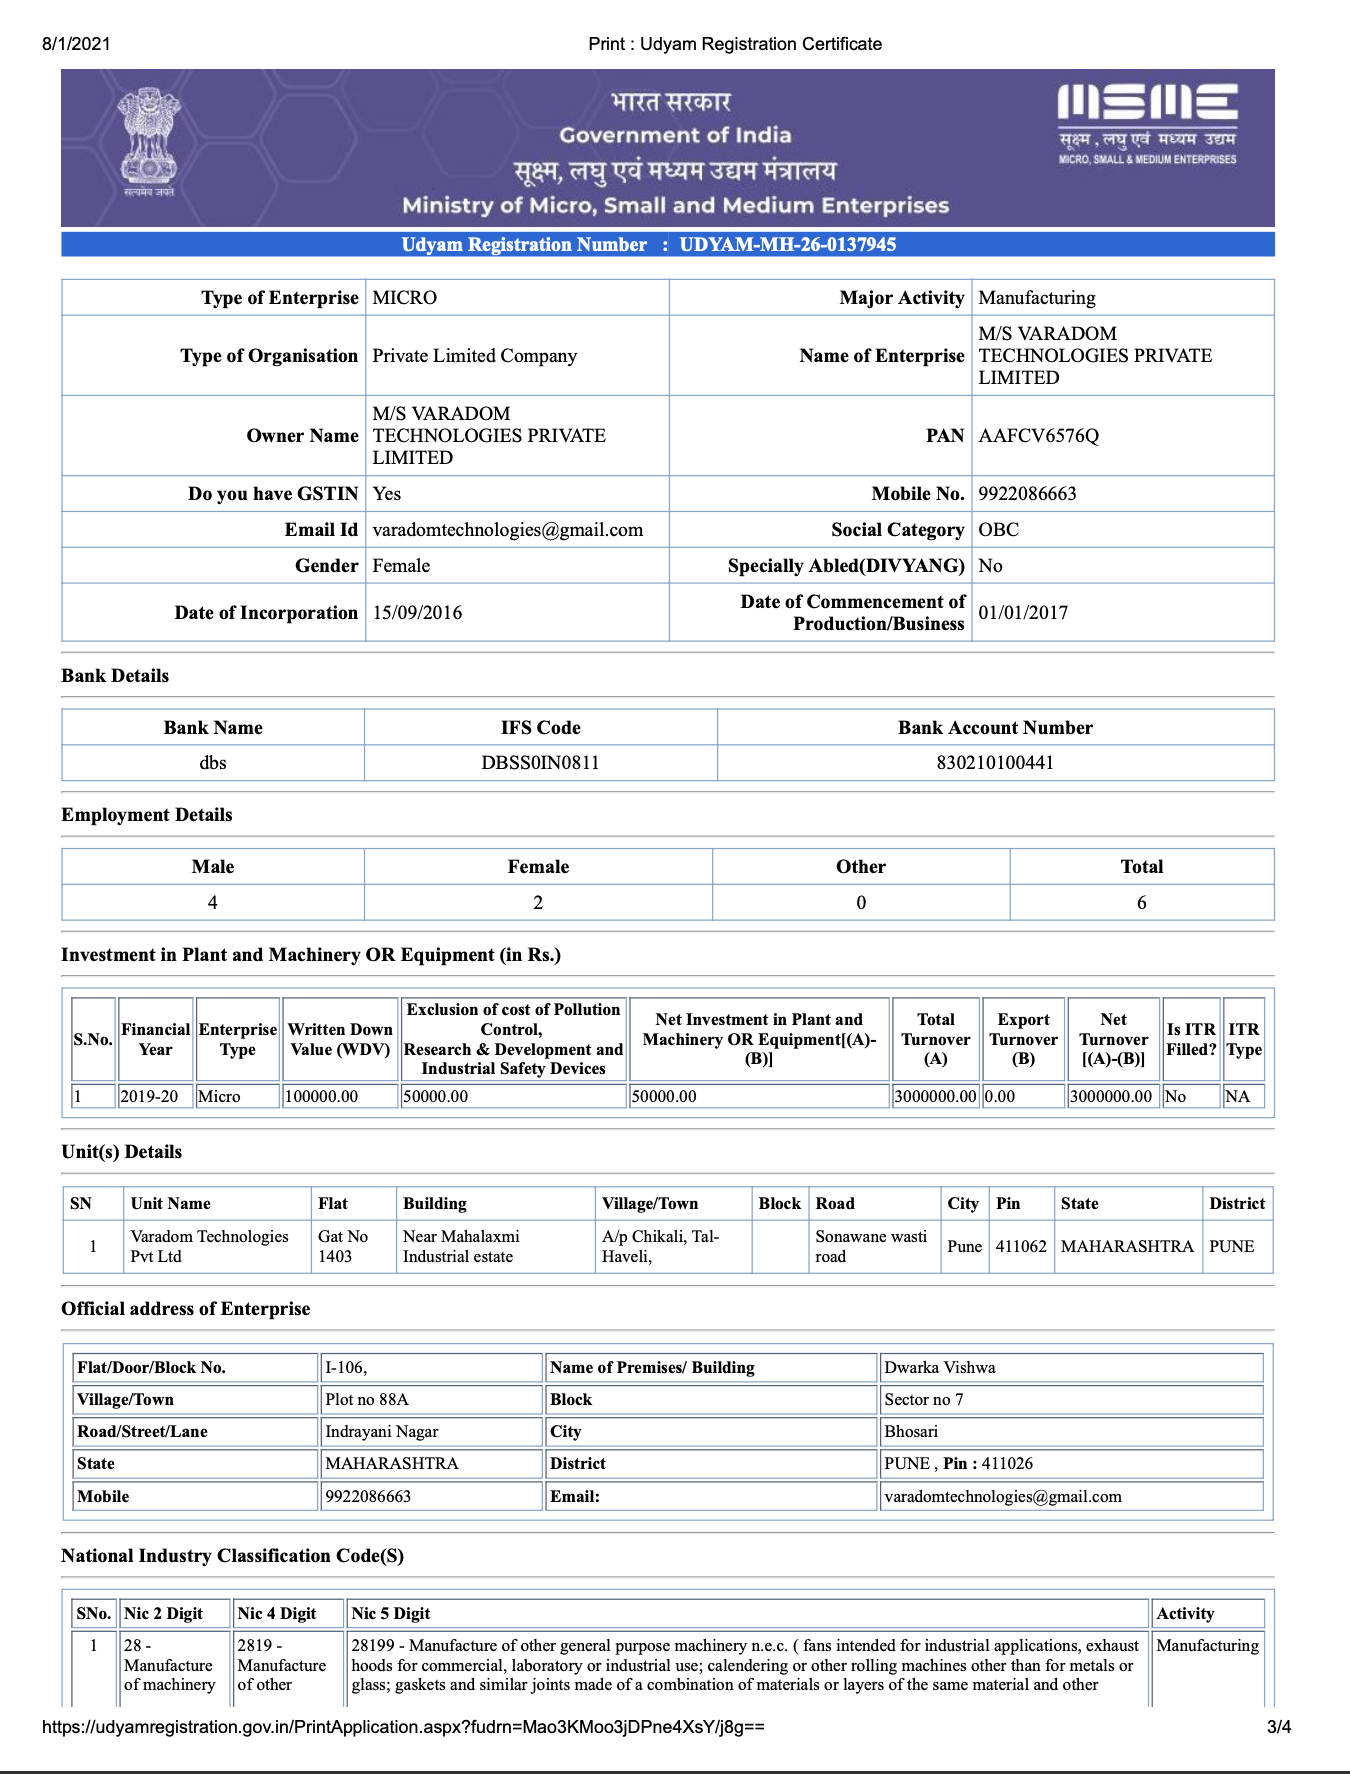 8/1/2021
Print : Udyam Registration Certificate
भारत सरकार
Government of India
सूक्ष्म, लघु एवं मध्यम उद्यम मंत्रालय
Ministry of Micro, Small and Medium Enterprises
सत्यमेव जयते
MSME
सूक्ष्म , लघु एवं मध्यम उद्यम
MICRO, SMALL & MEDIUM ENTERPRISES
Udyam Registration Number : UDYAM-MH-26-0137945
Type of Enterprise MICRO Major Activity Manufacturing
Type of Organisation Private Limited Company Name of Enterprise M/S VARADOM
TECHNOLOGIES PRIVATE
LIMITED
Owner Name M/S VARADOM
TECHNOLOGIES PRIVATE
LIMITED
PAN AAFCV6576Q
Do you have GSTIN Yes Mobile No. 9922086663
Email Id varadomtechnologies@gmail.com Social Category OBC
Gender Female Specially Abled(DIVYANG) No
Date of Incorporation 15/09/2016 Date of Commencement of
Production/Business 01/01/2017
Bank Details
Bank Name IFS Code Bank Account Number
dbs DBSS0IN0811 830210100441
Employment Details
Male Female Other Total
4 2 0 6
Investment in Plant and Machinery OR Equipment (in Rs.)
S.No.
Financial
Year
Enterprise
Type
Written Down
Value (WDV)
Exclusion of cost of Pollution
Control,
Research & Development and
Industrial Safety Devices
Net Investment in Plant and
Machinery OR Equipment[(A)-
(B)]
Total
Turnover
(A)
Export
Turnover
(B)
Net
Turnover
[(A)-(B)]
Is ITR
Filled?
ITR
Type
1 2019-20 Micro 100000.00 50000.00 50000.00 3000000.00 0.00 3000000.00 No NA
Unit(s) Details
SN Unit Name Flat Building Village/Town Block Road City Pin State District
1
Varadom Technologies
Pvt Ltd
Gat No
1403
Near Mahalaxmi
Industrial estate
A/p Chikali, Tal-
Haveli,
Sonawane wasti
road
Pune 411062 MAHARASHTRA PUNE
Official address of Enterprise
Flat/Door/Block No. I-106, Name of Premises/ Building Dwarka Vishwa
Village/Town Plot no 88A Block Sector no 7
Road/Street/Lane Indrayani Nagar City Bhosari
State MAHARASHTRA District PUNE , Pin : 411026
Mobile 9922086663 Email: varadomtechnologies@gmail.com
National Industry Classification Code(S)
SNo. Nic 2 Digit Nic 4 Digit Nic 5 Digit Activity
1
28 -
Manufacture
of machinery
2819 -
Manufacture
of other
28199 - Manufacture of other general purpose machinery n.e.c. ( fans intended for industrial applications, exhaust
hoods for commercial, laboratory or industrial use; calendering or other rolling machines other than for metals or
glass; gaskets and similar joints made of a combination of materials or layers of the same material and other
Manufacturing
https://udyamregistration.gov.in/PrintApplication.aspx?fudrn=Mao3KMoo3jDPne4XsY/j8g==
3/4